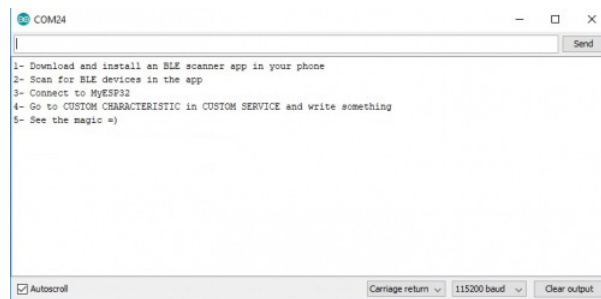 COM24
Send
1- Download and install an BLE scanner app in your phone
2- Scan for BLE devices in the app
3- Connect to MyESP32
4- Go to CUSTOM CHARACTERISTIC in CUSTOM SERVICE and write something
5- See the magic =)
Autoscroll Carriage return 115200 baud Clear output